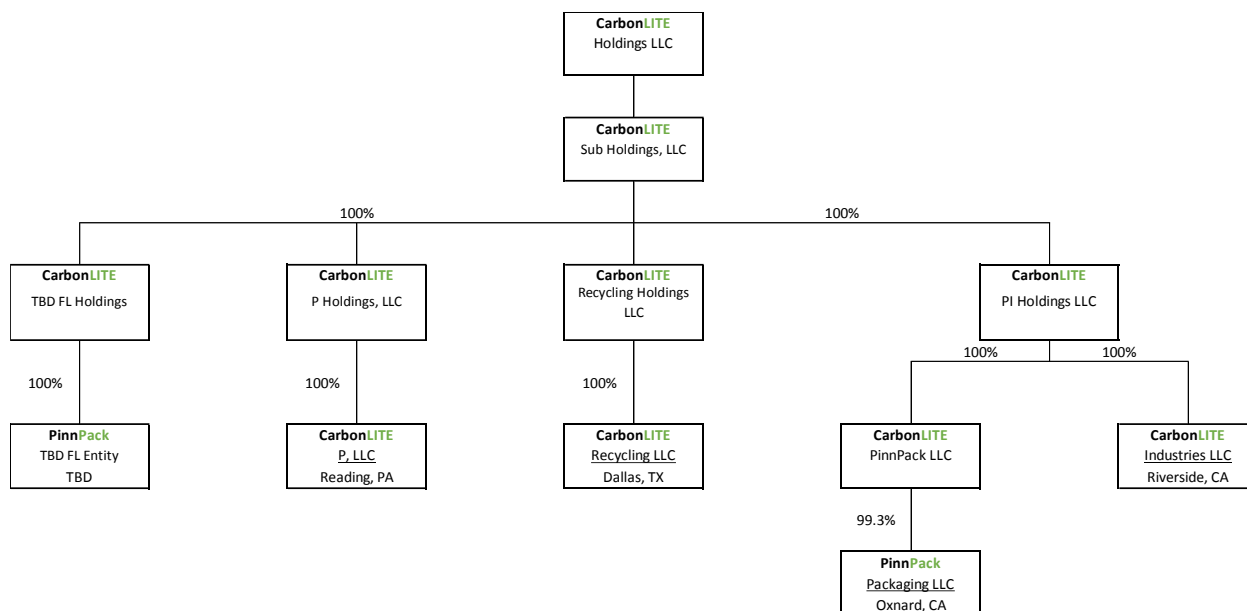 CarbonLITE
Holdings LLC
CarbonLITE
Sub Holdings, LLC
100%
100%
CarbonLITE
TBD FL Holdings
CarbonLITE
P Holdings, LLC
CarbonLITE
Recycling Holdings
LLC
CarbonLITE
PI Holdings LLC
100%
100%
100%
100%
100%
PinnPack
TBD FL Entity
TBD
CarbonLITE
P, LLC
Reading, PA
CarbonLITE
Recycling LLC
Dallas, TX
CarbonLITE
PinnPack LLC
CarbonLITE
Industries LLC
Riverside, CA
99.3%
PinnPack
Packaging LLC
Oxnard, CA